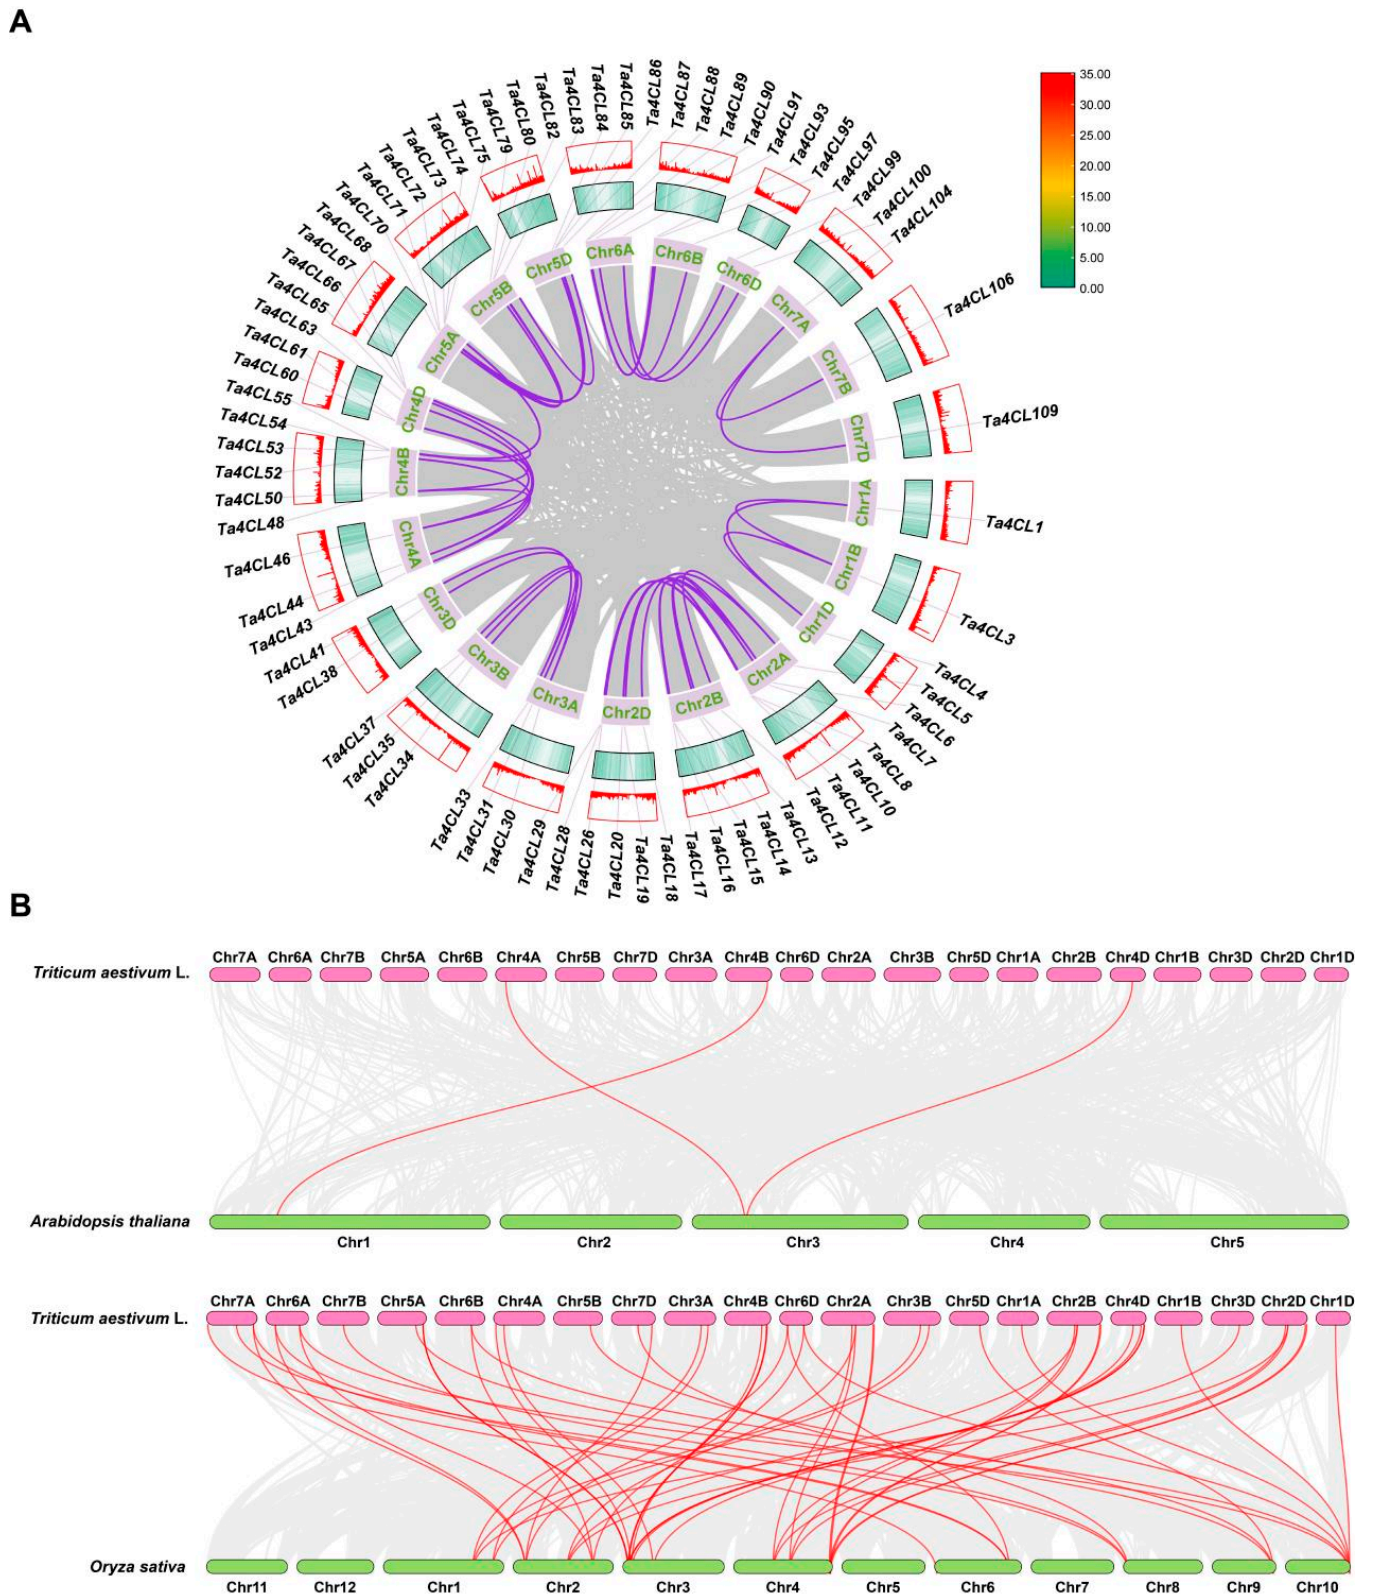 A
Ta4CL1
Ta4CL3
Ta4CL4
Ta4CL5
Ta4CL6
Ta4CL7
Ta4CL8
Ta4CL10
Ta4CL11
Ta4CL12
Ta4CL13
Ta4CL14
Ta4CL15
Ta4CL16
Ta4CL17
Ta4CL18
Ta4CL19
Ta4CL20
Ta4CL26
Ta4CL28
Ta4CL29
Ta4CL30
Ta4CL31
Ta4CL33
Ta4CL34
Ta4CL35
Ta4CL37
Ta4CL38
Ta4CL41
Ta4CL43
Ta4CL44
Ta4CL46
Ta4CL48
Ta4CL50
Ta4CL52
Ta4CL53
Ta4CL54
Ta4CL55
Ta4CL60
Ta4CL61
Ta4CL63
Ta4CL65
Ta4CL66
Ta4CL67
Ta4CL68
Ta4CL70
Ta4CL71
Ta4CL72
Ta4CL73
Ta4CL74
Ta4CL75
Ta4CL79
Ta4CL80
Ta4CL82
Ta4CL83
Ta4CL84
Ta4CL85
Ta4CL86
Ta4CL87
Ta4CL88
Ta4CL89
Ta4CL90
Ta4CL91
Ta4CL93
Ta4CL95
Ta4CL97
Ta4CL99
Ta4CL100
Ta4CL104
Ta4CL106
Ta4CL109
Chr1A
Chr1B
Chr1D
Chr2A
Chr2B
Chr2D
Chr3A
Chr3B
Chr3D
Chr4A
Chr4B
Chr4D
Chr5A
Chr5B
Chr5D
Chr6A
Chr6B
Chr6D
Chr7A
Chr7B
Chr7D
35.00
30.00
25.00
20.00
15.00
10.00
5.00
0.00
B
Chr7A Chr6A Chr7B Chr5A Chr6B Chr4A Chr5B Chr7D Chr3A Chr4B Chr6D Chr2A Chr3B Chr5D Chr1A Chr2B Chr4D Chr1B Chr3D Chr2D Chr1D
Triticum aestivum L.
Arabidopsis thaliana
Chr1 Chr2 Chr3 Chr4 Chr5
Chr7A Chr6A Chr7B Chr5A Chr6B Chr4A Chr5B Chr7D Chr3A Chr4B Chr6D Chr2A Chr3B Chr5D Chr1A Chr2B Chr4D Chr1B Chr3D Chr2D Chr1D
Triticum aestivum L.
Oryza sativa
Chr11 Chr12 Chr1 Chr2 Chr3 Chr4 Chr5 Chr6 Chr7 Chr8 Chr9 Chr10